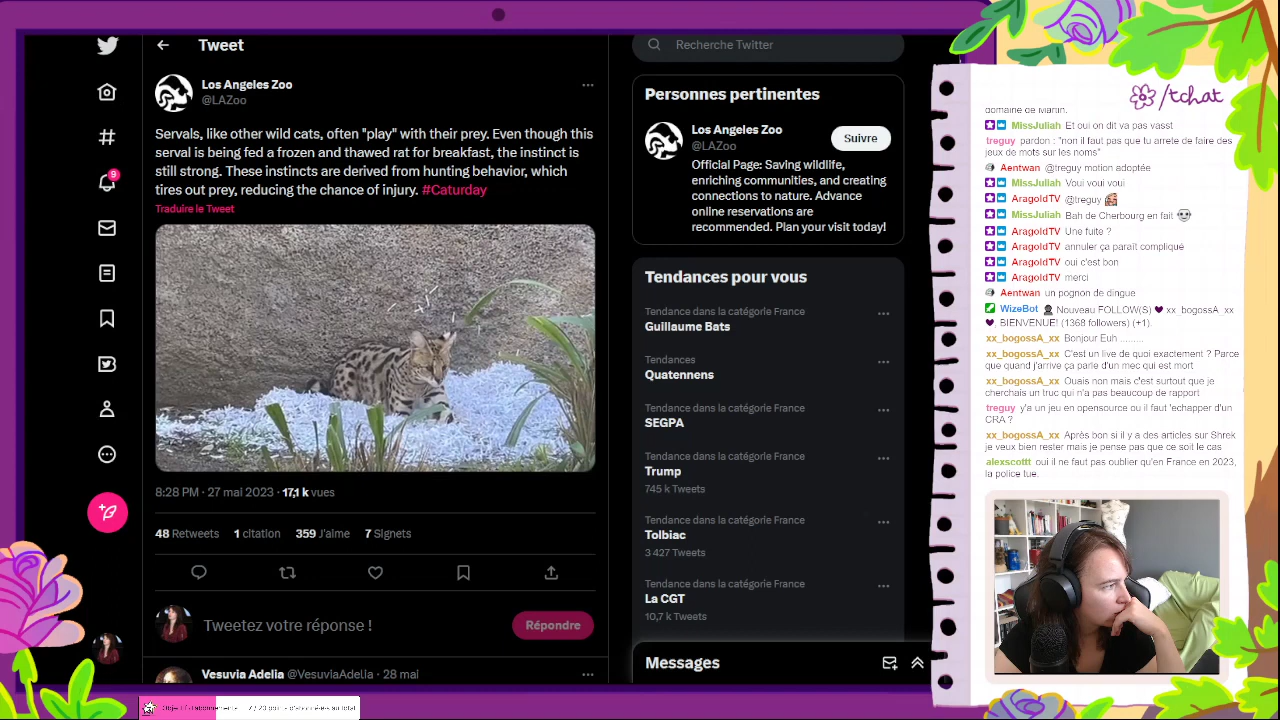 Tweet
Recherche Twitter
Los Angeles Zoo
@LAZoo
Servals, like other wild cats, often "play" with their prey. Even though this
serval is being fed a frozen and thawed rat for breakfast, the instinct is
still strong. These instincts derived from hunting behavior, which
tires out prey, reducing the chance of injury. #Caturday
Traduire le Tweet
8:28 PM · 27 mai 2023 · 17,1 k vues
48 Retweets 1 citation 359 J'aime 7 Signets
Tweetez votre réponse !
Répondre
Vesuvia Adelia @VesuviaAdelia · 28 mai
9
Personnes pertinentes
Los Angeles Zoo
@LAZoo
Suivre
Official Page: Saving wildlife,
enriching communities, and creating
connections to nature. Advance
online reservations are
recommended. Plan your visit today!
Tendances pour vous
Tendance dans la catégorie France
Guillaume Bats
Tendances
Quatennens
Tendance dans la catégorie France
SEGPA
Tendance dans la catégorie France
Trump
745 k Tweets
Tendance dans la catégorie France
Tolbiac
3 427 Tweets
Tendance dans la catégorie France
La CGT
10,7 k Tweets
Messages
/tchat
domaine de Martin.
MissJuliah Et oui on dit va pas vasst
treguy pardon : "non il faut pas que tu arrete de faire des
jeux de mots sur les noms"
Aentwan @treguy motion adoptée
MissJuliah Voui voui voui
AragoldTV @treguy
MissJuliah Bah de Cherbourg en fait
AragoldTV Une fuite ?
AragoldTV annuler ça paraît compliqué
AragoldTV oui c'est bon
AragoldTV merci
Aentwan un pognon de dingue
WizeBot Nouveau FOLLOW(S) ♥ xx_bogossA_xx
♥, BIENVENUE! (1368 followers) (+1).
xx_bogossA_xx Bonjour Euh .........
xx_bogossA_xx C'est un live de quoi exactement ? Parce
que quand j'arrive ça parle d'un mec qui est mort
xx_bogossA_xx Ouais non mais c'est surtout que je
cherchais un truc qui n'a pas beaucoup de rapport
treguy y'a un jeu en opensource ou il faut 'echapper d'un
CRA ?
xx_bogossA_xx Après bon si il y a des articles sur Shrek
je veux bien rester mais je pense pas que ce soit le cas
alexscottt oui il ne faut pas oublier qu'en France en 2023,
la police tue.